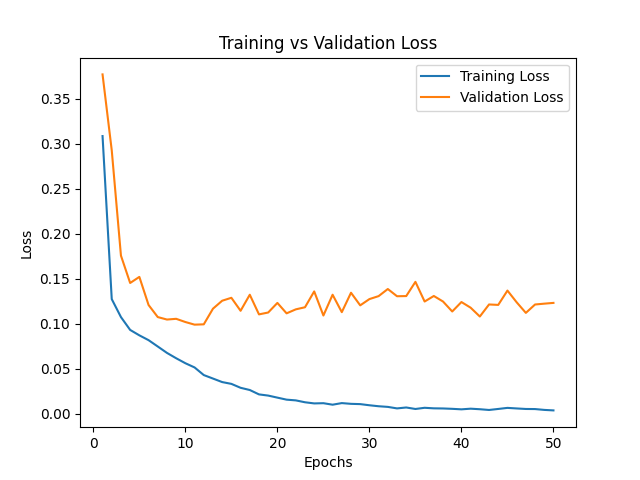 Training vs Validation Loss
Training Loss
Validation Loss
0.35
0.30
0.25
0.20
0.15
0.10
0.05
0.00
Loss
0 10 20 30 40 50
Epochs